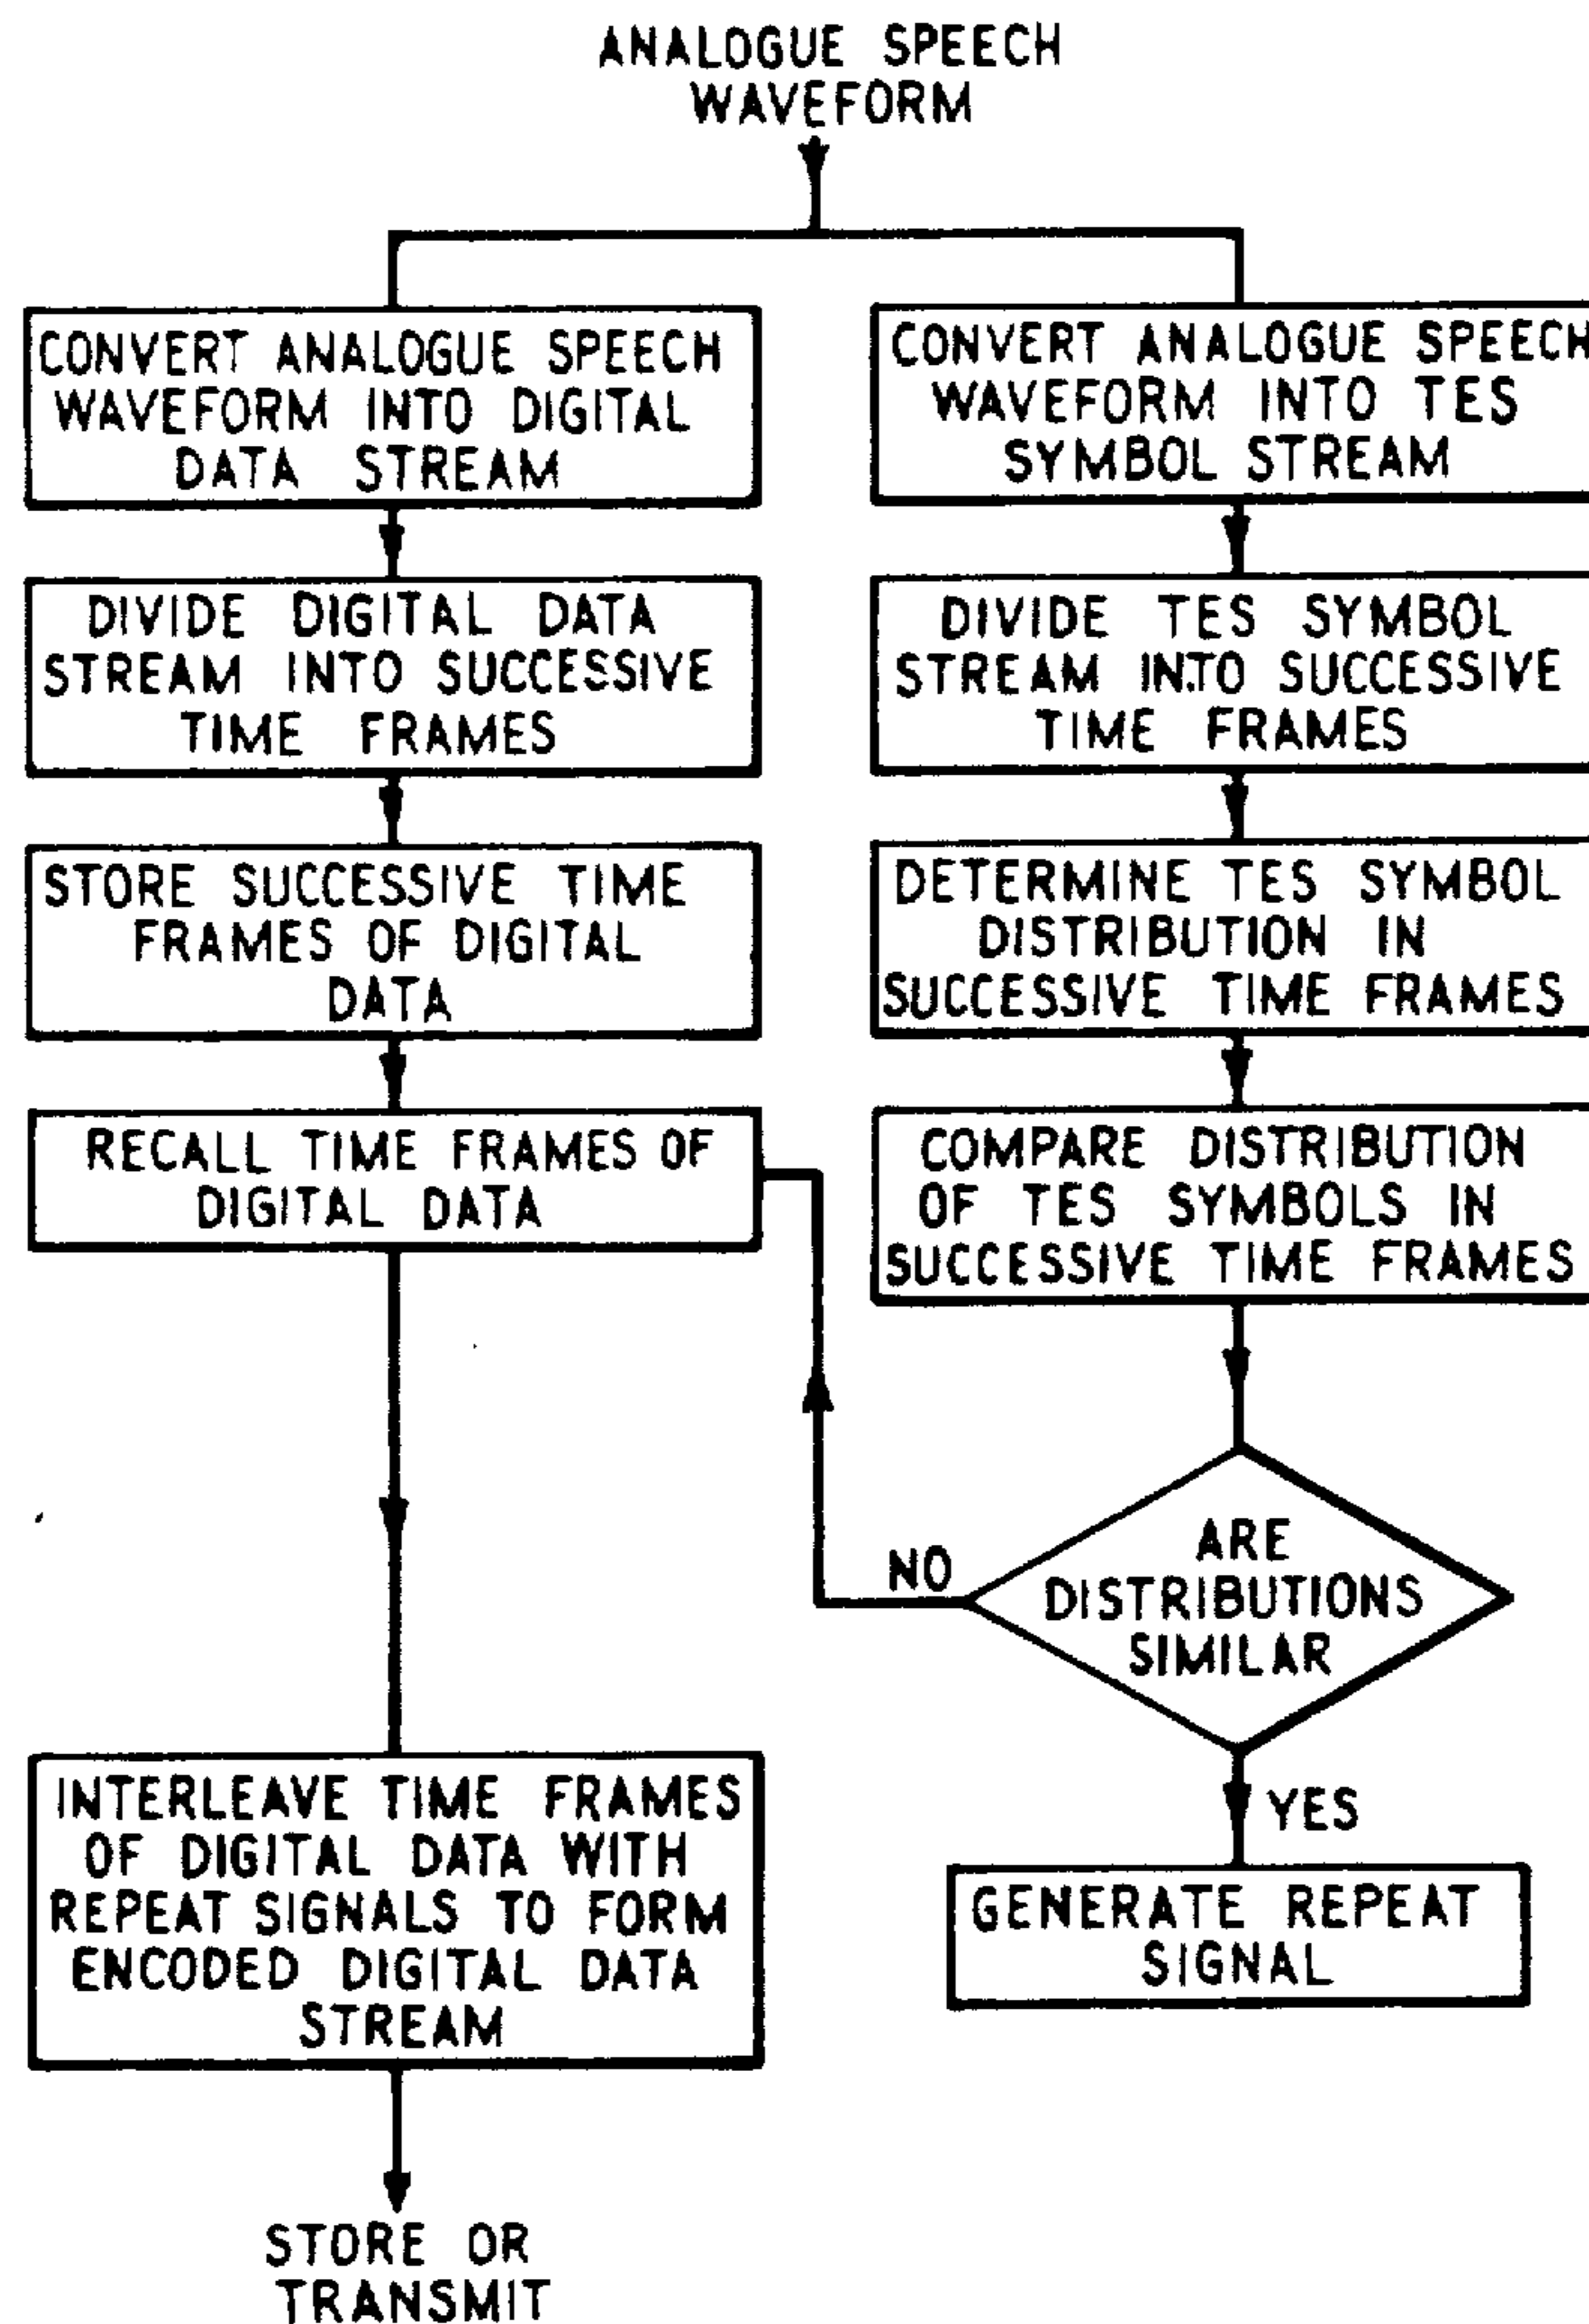 ANALOGUE SPEECH
WAVEFORM
CONVERT ANALOGUE SPEECH
WAVEFORM INTO DIGITAL
DATA STREAM
DIVIDE DIGITAL DATA
STREAM INTO SUCCESSIVE
TIME FRAMES
STORE SUCCESSIVE TIME
FRAMES OF DIGITAL
DATA
RECALL TIME FRAMES OF
DIGITAL DATA
INTERLEAVE TIME FRAMES
OF DIGITAL DATA WITH
REPEAT SIGNALS TO FORM
ENCODED DIGITAL DATA
STREAM
STORE OR
TRANSMIT
CONVERT ANALOGUE SPEECH
WAVEFORM INTO TES
SYMBOL STREAM
DIVIDE TES SYMBOL
STREAM INTO SUCCESSIVE
TIME FRAMES
DETERMINE TES SYMBOL
DISTRIBUTION IN
SUCCESSIVE TIME FRAMES
COMPARE DISTRIBUTION
OF TES SYMBOLS IN
SUCCESSIVE TIME FRAMES
ARE
DISTRIBUTIONS
SIMILAR
NO
YES
GENERATE REPEAT
SIGNAL